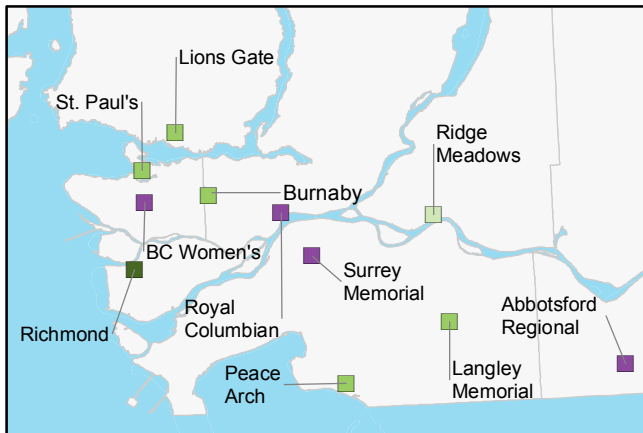 Lions Gate
St. Paul's
Ridge
Meadows
Burnaby
BC Women's
Surrey
Memorial
Abbotsford
Regional
Royal
Columbian
Richmond
Peace
Arch
Langley
Memorial